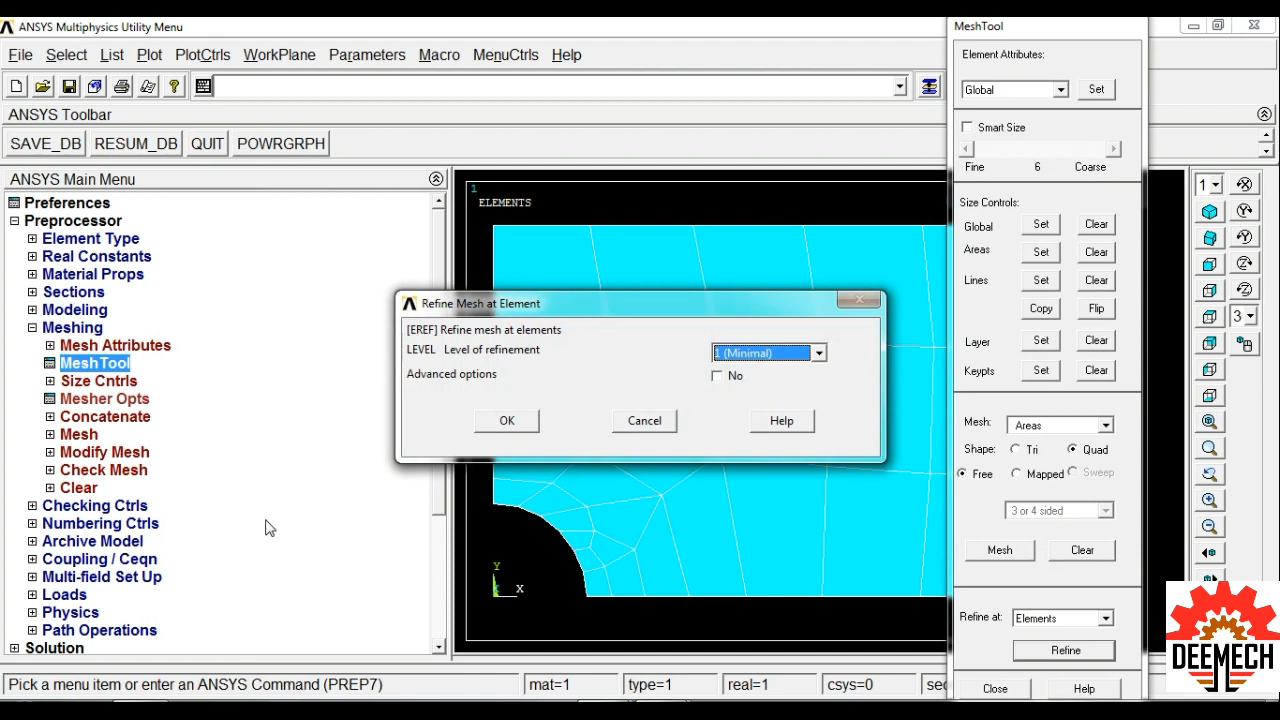 ANSYS Multiphysics Utility Menu
File Select List Plot PlotCtrls WorkPlane Parameters Macro MenuCtrls Help
ANSYS Toolbar
SAVE_DB RESUM_DB QUIT POWRGRPH
ANSYS Main Menu
Preferences
Preprocessor
Element Type
Real Constants
Material Props
Sections
Modeling
Meshing
Mesh Attributes
MeshTool
Size Cntrls
Mesher Opts
Concatenate
Mesh
Modify Mesh
Check Mesh
Clear
Checking Ctrls
Numbering Ctrls
Archive Model
Coupling / Ceqn
Multi-field Set Up
Loads
Physics
Path Operations
Solution
1
ELEMENTS
Y
X
Refine Mesh at Element
[EREF] Refine mesh at elements
LEVEL Level of refinement 1 (Minimal)
Advanced options No
OK Cancel Help
MeshTool
Element Attributes:
Global Set
Smart Size
Fine 6 Coarse
Size Controls:
Global Set Clear
Areas Set Clear
Lines Set Clear
Copy Flip
Layer Set Clear
Keypts Set Clear
Mesh: Areas
Shape: Tri Quad
Free Mapped Sweep
3 or 4 sided
Mesh Clear
Refine at: Elements
Refine
Close Help
1
3
Pick a menu item or enter an ANSYS Command (PREP7) mat=1 type=1 real=1 csys=0 sec
DEEMECH